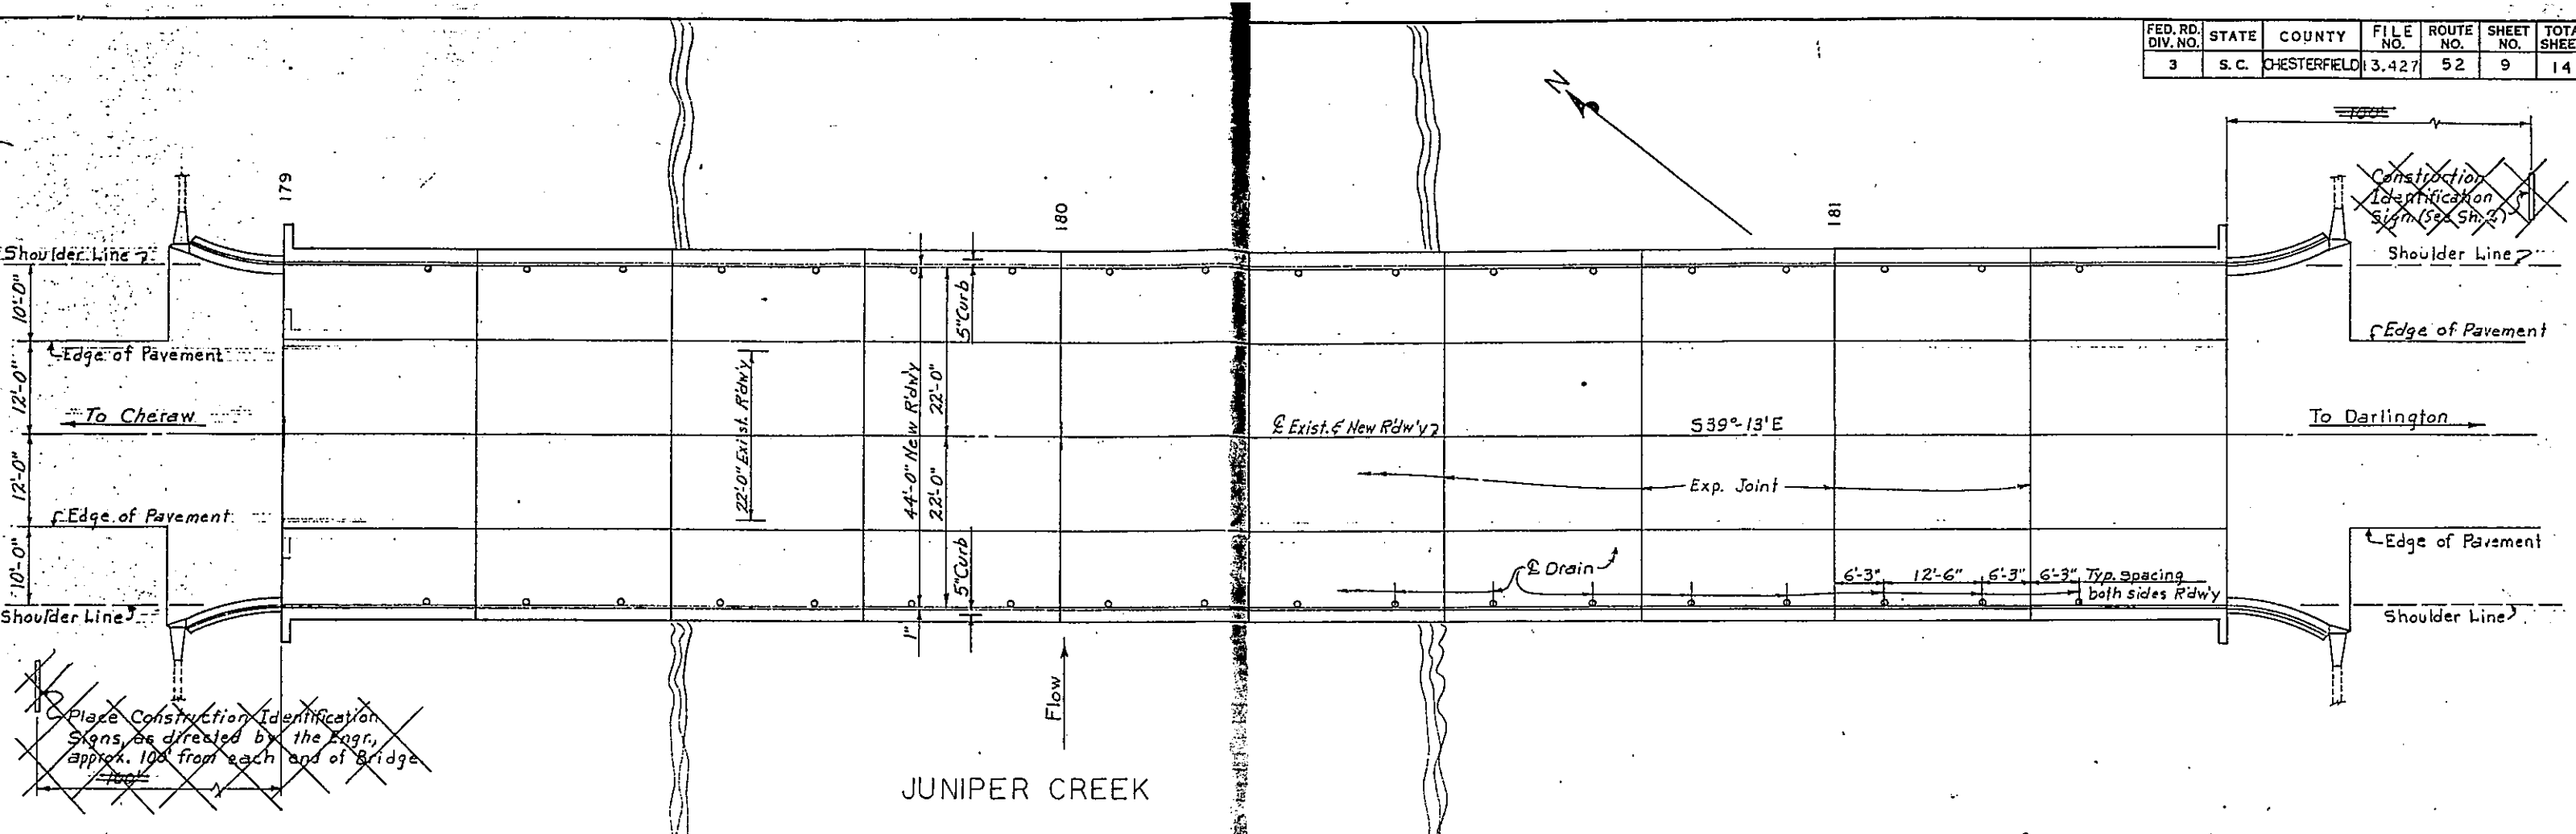 FED. RD. DIV. NO. STATE COUNTY FILE NO. ROUTE NO. SHEET NO.
3 S. C. CHESTERFIELD 13.427 52 9 14
N
100'
Construction
Identification
Sign (See Sh. 2)
179
180
181
Shoulder Line
Shoulder Line
10'-0"
5" Curb
Edge of Pavement
Edge of Pavement
12'-0"
22'-0" Exist. R'dw'y
44'-0" New R'dw'y
22'-0"
To Cheraw
℄ Exist. & New R'dw'y
S39°-13'E
To Darlington
12'-0"
22'-0"
Exp. Joint
Edge of Pavement
Edge of Pavement
10'-0"
5" Curb
℄ Drain
6'-3" 12'-6" 6'-3" 6'-3" Typ. spacing
both sides R'dw'y
Shoulder Line
Shoulder Line
1"
Flow
Place Construction Identification
Signs, as directed by the Engr.,
approx. 100' from each end of Bridge
100'
JUNIPER CREEK